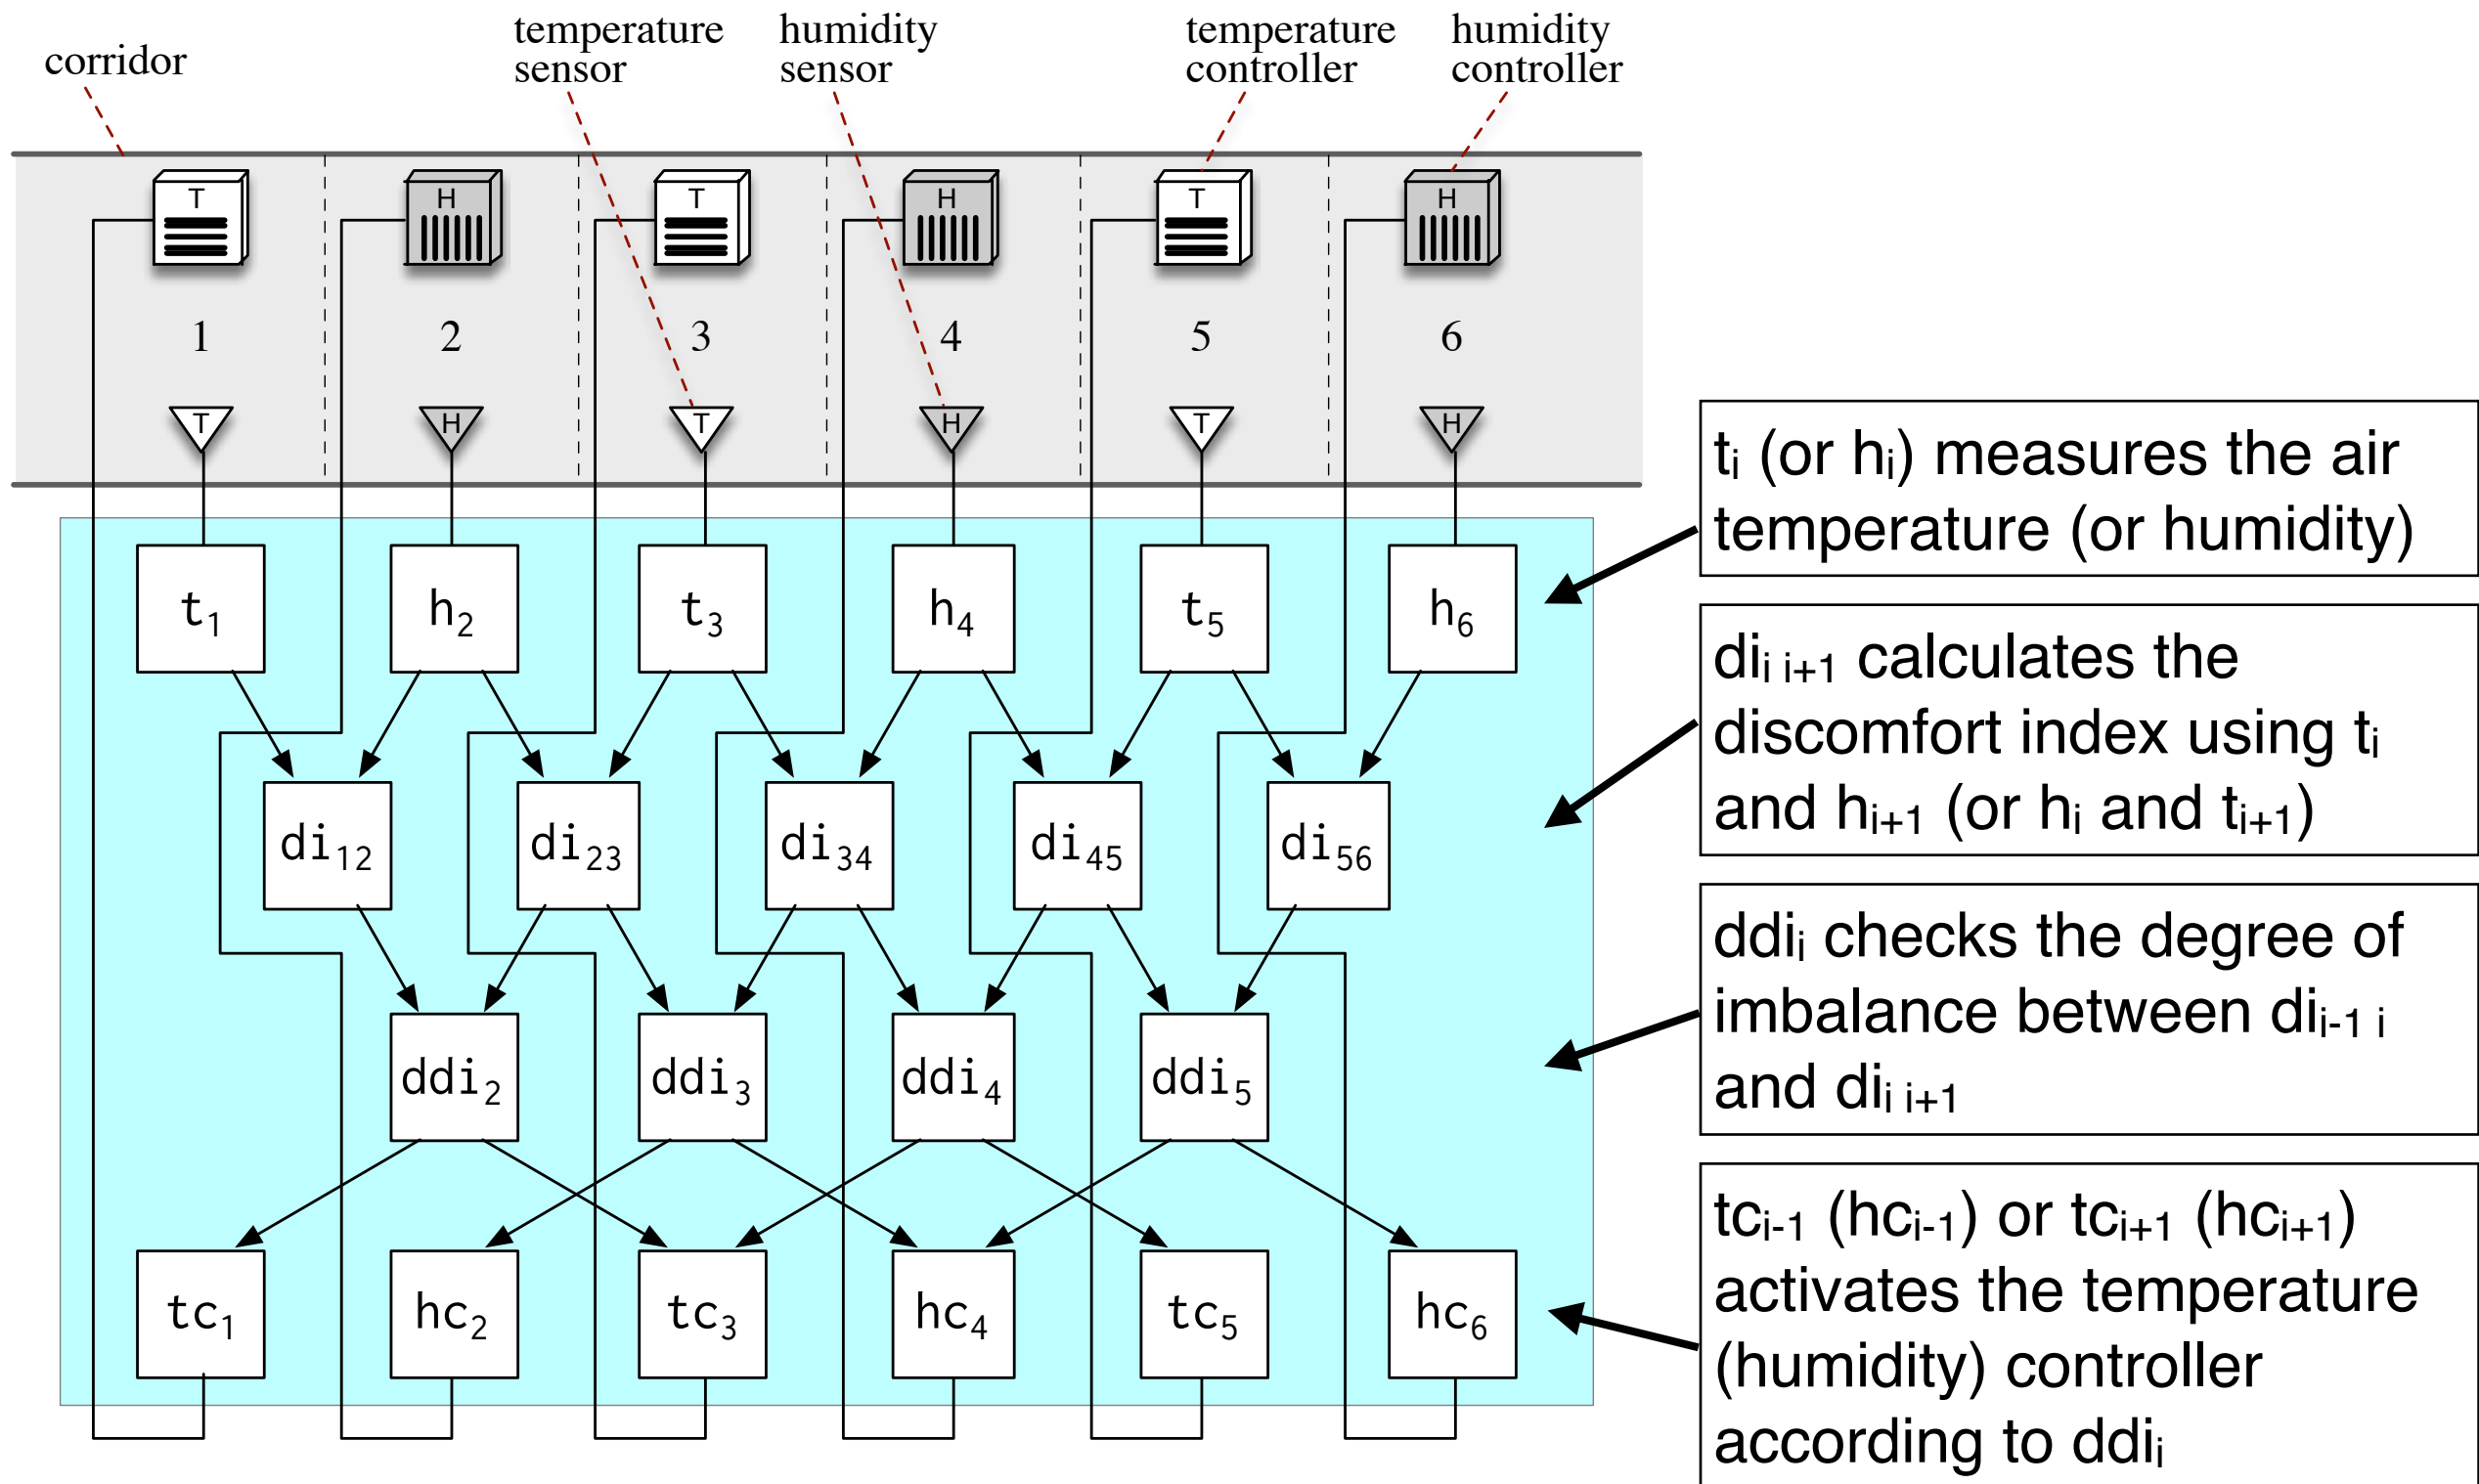 corridor
temperature
sensor
humidity
sensor
temperature
controller
humidity
controller
T H T H T H
1 2 3 4 5 6
T H T H T H
t1 h2 t3 h4 t5 h6
di12 di23 di34 di45 di56
ddi2 ddi3 ddi4 ddi5
tc1 hc2 tc3 hc4 tc5 hc6
ti (or hi) measures the air
temperature (or humidity)
dii i+1 calculates the
discomfort index using ti
and hi+1 (or hi and ti+1)
ddii checks the degree of
imbalance between dii-1 i
and dii i+1
tci-1 (hci-1) or tci+1 (hci+1)
activates the temperature
(humidity) controller
according to ddii